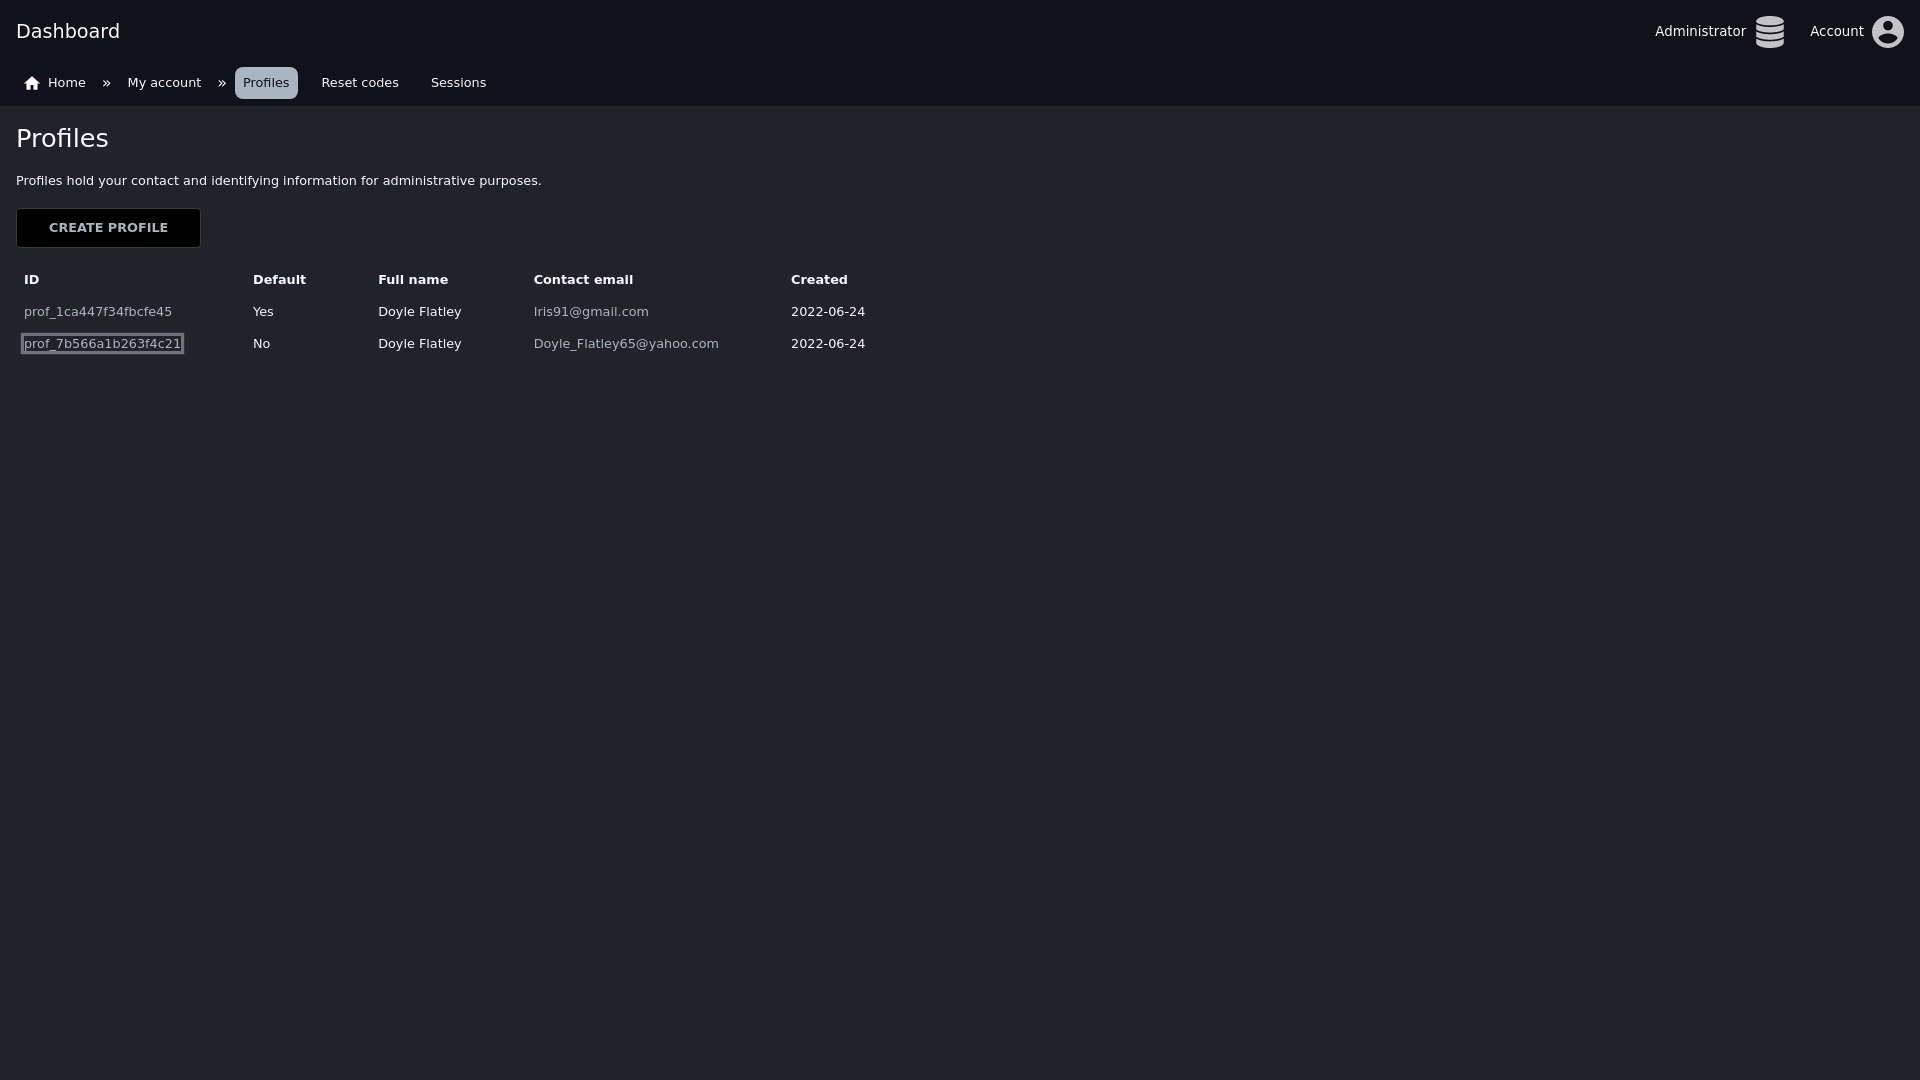 Dashboard
Administrator
Account
Home » My account » Profiles Reset codes Sessions
Profiles
Profiles hold your contact and identifying information for administrative purposes.
CREATE PROFILE
ID Default Full name Contact email Created
prof_1ca447f34fbcfe45 Yes Doyle Flatley Iris91@gmail.com 2022-06-24
prof_7b566a1b263f4c21 No Doyle Flatley Doyle_Flatley65@yahoo.com 2022-06-24